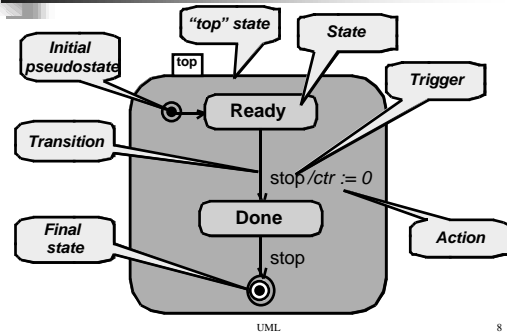 "top" state
State
Initial
pseudostate
top
Trigger
Ready
Transition
stop/ctr := 0
Done
Final
state
Action
stop
UML
8